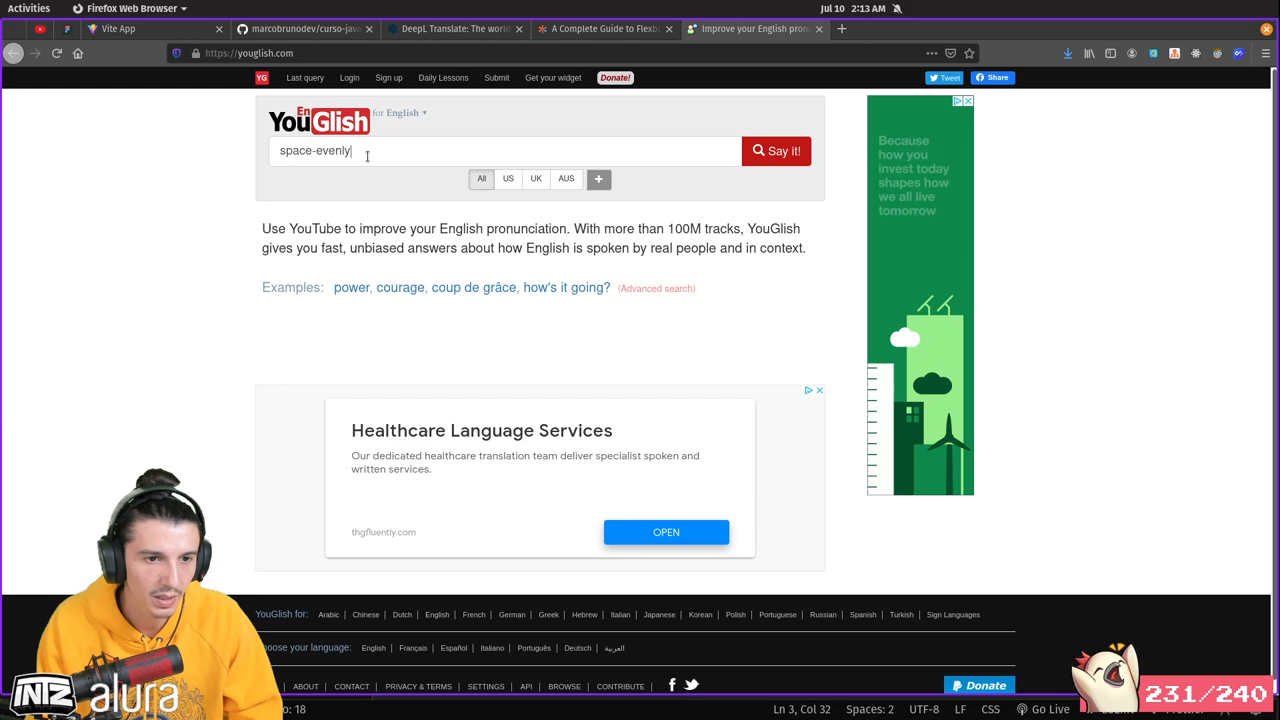 Activities
Firefox Web Browser
Jul 10 2:13 AM
Vite App
marcobrunodev/curso-jav
DeepL Translate: The world
A Complete Guide to Flexb
Improve your English pron
https://youglish.com
YG
Last query
Login
Sign up
Daily Lessons
Submit
Get your widget
Donate!
Tweet
Share
En
YouGlish
for English
space-evenly
Say it!
All
US
UK
AUS
+
Use YouTube to improve your English pronunciation. With more than 100M tracks, YouGlish
gives you fast, unbiased answers about how English is spoken by real people and in context.
Examples: power, courage, coup de grâce, how's it going? (Advanced search)
Because
how you
invest today
shapes how
we all live
tomorrow
Healthcare Language Services
Our dedicated healthcare translation team deliver specialist spoken and
written services.
thgfluently.com
OPEN
YouGlish for: Arabic | Chinese | Dutch | English | French | German | Greek | Hebrew | Italian | Japanese | Korean | Polish | Portuguese | Russian | Spanish | Turkish | Sign Languages
oose your language: English | Français | Español | Italiano | Português | Deutsch | العربية
ABOUT | CONTACT | PRIVACY & TERMS | SETTINGS | API | BROWSE | CONTRIBUTE
Donate
NTZ alura
o: 18
Ln 3, Col 32
Spaces: 2
UTF-8
LF
CSS
Go Live
231/240